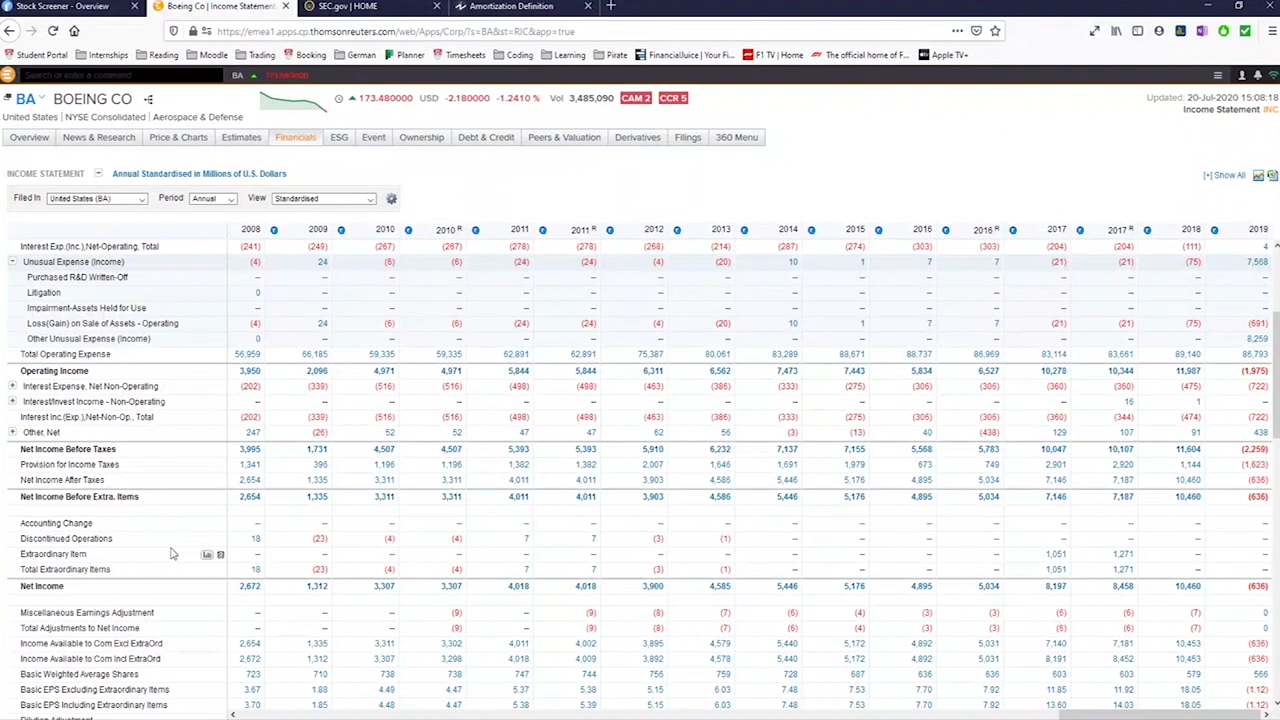 Stock Screener - Overview × Boeing Co | Income Statement × SEC.gov | HOME × Amortization Definition × +
https://emea1.apps.cp.thomsonreuters.com/web/Apps/Corp/?s=BA&st=RIC&app=true
Student Portal Internships Reading Moodle Trading Booking German Planner Timesheets Coding Learning Pirate FinancialJuice | Your Fi... F1 TV | Home The official home of F... Apple TV+
Search or enter a command BA
BA BOEING CO 173.480000 USD -2.180000 -1.2410% Vol 3,485,090 CAM 2 CCR 5 Updated: 20-Jul-2020 15:08:18
Income Statement INC
United States | NYSE Consolidated | Aerospace & Defense
Overview News & Research Price & Charts Estimates Financials ESG Event Ownership Debt & Credit Peers & Valuation Derivatives Filings 360 Menu
INCOME STATEMENT Annual Standardised in Millions of U.S. Dollars [+] Show All
Filed In United States (BA) Period Annual View Standardised
2008 2009 2010 2010 R 2011 2011 R 2012 2013 2014 2015 2016 2016 R 2017 2017 R 2018 2019
Interest Exp.(Inc.),Net-Operating, Total (241) (249) (267) (267) (278) (278) (268) (214) (287) (274) (303) (303) (204) (204) (111) 4
Unusual Expense (Income) (4) 24 (6) (6) (24) (24) (4) (20) 10 1 7 7 (21) (21) (75) 7,568
Purchased R&D Written-Off -- -- -- -- -- -- -- -- -- -- -- -- -- -- -- --
Litigation 0 -- -- -- -- -- -- -- -- -- -- -- -- -- -- --
Impairment-Assets Held for Use -- -- -- -- -- -- -- -- -- -- -- -- -- -- -- --
Loss(Gain) on Sale of Assets - Operating (4) 24 (6) (6) (24) (24) (4) (20) 10 1 7 7 (21) (21) (75) (691)
Other Unusual Expense (Income) 0 -- -- -- -- -- -- -- -- -- -- -- -- -- -- 8,259
Total Operating Expense 56,959 66,185 59,335 59,335 62,891 62,891 75,387 80,061 83,289 88,671 88,737 86,969 83,114 83,661 89,140 86,793
Operating Income 3,950 2,096 4,971 4,971 5,844 5,844 6,311 6,562 7,443 5,834 6,527 10,278 10,344 11,987 (1,975)
Interest Expense, Net Non-Operating (202) (339) (516) (516) (498) (498) (463) (386) (333) (275) (306) (306) (360) (360) (475) (722)
Interest/Invest Income - Non-Operating -- -- -- -- -- -- -- -- -- -- -- -- -- 16 1 --
Interest Inc.(Exp.),Net-Non-Op., Total (202) (339) (516) (516) (498) (498) (463) (386) (333) (275) (306) (306) (360) (344) (474) (722)
Other, Net 247 (26) 52 52 47 47 62 56 (3) (13) 40 (438) 129 107 91 438
Net Income Before Taxes 3,995 1,731 4,507 4,507 5,393 5,393 5,910 6,232 7,137 7,155 5,568 5,783 10,047 10,107 11,604 (2,259)
Provision for Income Taxes 1,341 396 1,196 1,196 1,382 1,382 2,007 1,646 1,691 1,979 673 749 2,901 2,920 1,144 (1,623)
Net Income After Taxes 2,654 1,335 3,311 3,311 4,011 4,011 3,903 4,586 5,446 5,176 4,895 5,034 7,146 7,187 10,460 (636)
Net Income Before Extra. Items 2,654 1,335 3,311 3,311 4,011 4,011 3,903 4,586 5,446 5,176 4,895 5,034 7,146 7,187 10,460 (636)
Accounting Change -- -- -- -- -- -- -- -- -- -- -- -- -- -- -- --
Discontinued Operations 18 (23) (4) (4) 7 7 (3) (1) -- -- -- -- -- -- -- --
Extraordinary Item -- -- -- -- -- -- -- -- -- -- -- -- 1,051 1,271 -- --
Total Extraordinary Items 18 (23) (4) (4) 7 7 (3) (1) -- -- -- -- 1,051 1,271 -- --
Net Income 2,672 1,312 3,307 3,307 4,018 4,018 3,900 4,585 5,446 5,176 4,895 5,034 8,197 8,458 10,460 (636)
Miscellaneous Earnings Adjustment -- -- -- (9) -- (9) (8) (7) (6) (4) (3) (3) (6) (6) (7) 0
Total Adjustments to Net Income -- -- -- (9) -- (9) (8) (7) (6) (4) (3) (3) (6) (6) (7) 0
Income Available to Com Excl ExtraOrd 2,654 1,335 3,311 3,302 4,011 4,002 3,895 4,579 5,440 5,172 4,892 5,031 7,140 7,181 10,453 (636)
Income Available to Com Incl ExtraOrd 2,672 1,312 3,307 3,298 4,018 4,009 3,892 4,578 5,440 5,172 4,892 5,031 8,191 8,452 10,453 (636)
Basic Weighted Average Shares 723 710 738 738 747 744 756 759 728 687 636 636 603 603 579 566
Basic EPS Excluding Extraordinary Items 3.67 1.88 4.49 4.47 5.37 5.38 5.15 6.03 7.48 7.53 7.70 7.92 11.85 11.92 18.05 (1.12)
Basic EPS Including Extraordinary Items 3.70 1.85 4.48 4.47 5.38 5.38 5.15 6.03 7.48 7.53 7.70 7.92 13.60 14.03 18.05 (1.12)